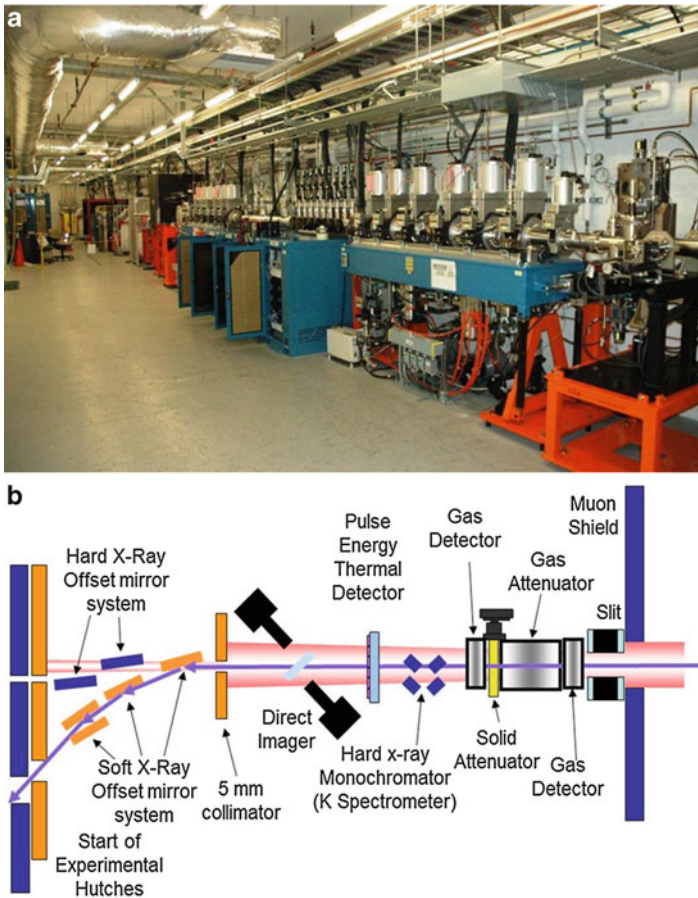 a
b
Hard X-Ray
Offset mirror
system
Pulse
Energy
Thermal
Detector
Gas
Detector
Muon
Shield
Gas
Attenuator
Slit
Direct
Imager
Hard x-ray
Monochromator
(K Spectrometer)
Solid
Attenuator
Gas
Detector
Soft X-Ray
Offset mirror
system
5 mm
collimator
Start of
Experimental
Hutches